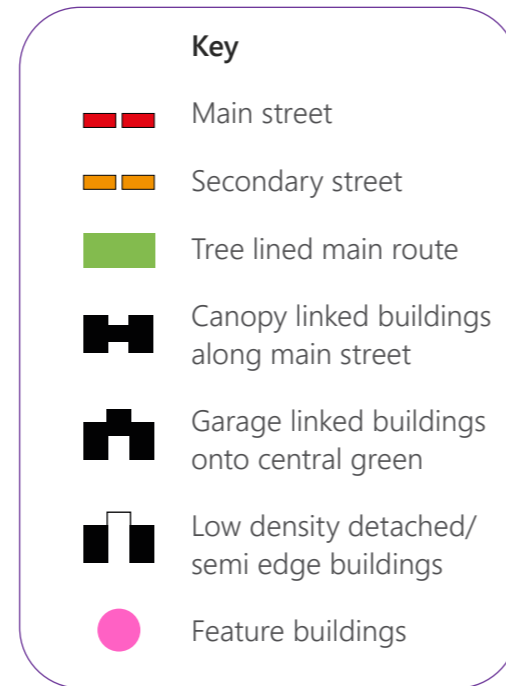 Key
Main street
Secondary street
Tree lined main route
Canopy linked buildings
along main street
Garage linked buildings
onto central green
Low density detached/
semi edge buildings
Feature buildings